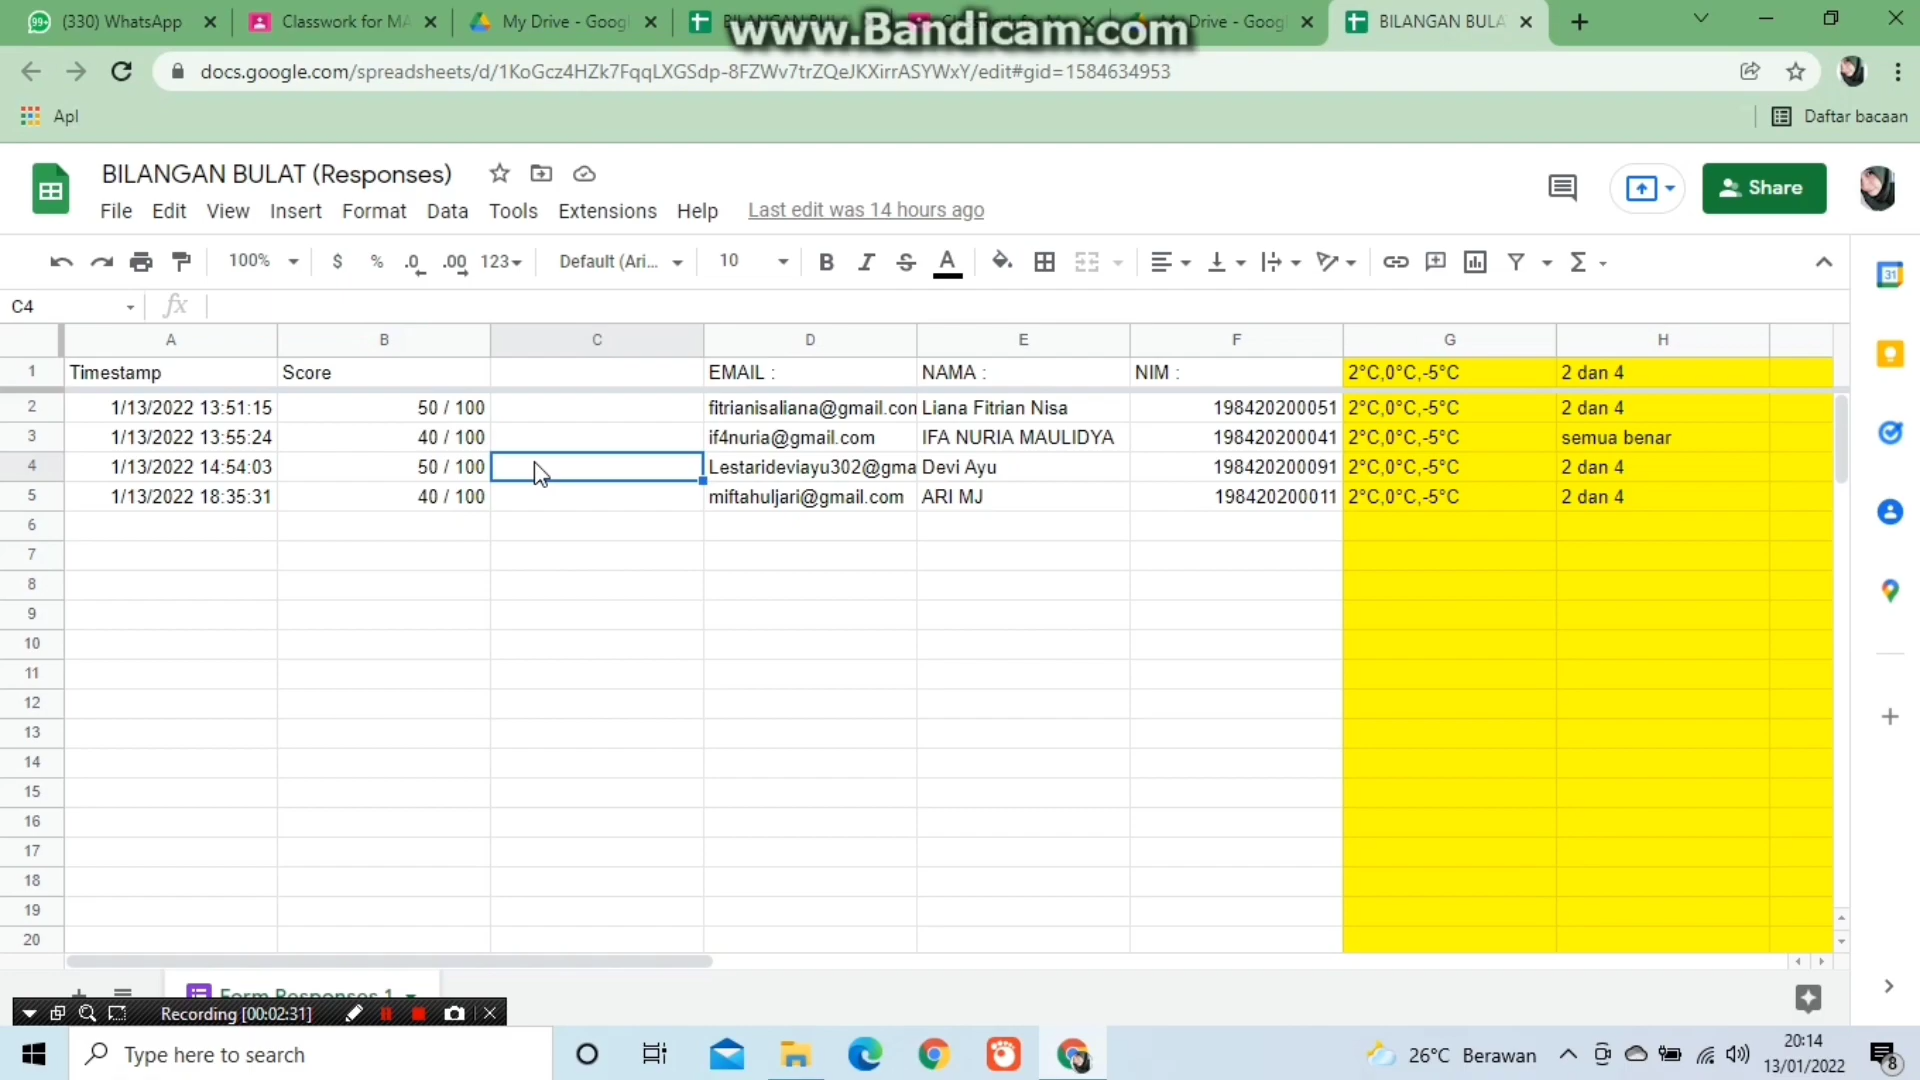 (330) WhatsApp
Classwork for MA
My Drive - Googl
My Drive - Googl
BILANGAN BULA
www.Bandicam.com
docs.google.com/spreadsheets/d/1KoGcz4HZk7FqqLXGSdp-8FZWv7trZQeJKXirrASYWxY/edit#gid=1584634953
Apl
Daftar bacaan
BILANGAN BULAT (Responses)
Share
File Edit View Insert Format Data Tools Extensions Help Last edit was 14 hours ago
100% $ % .0 .00 123 Default (Ari... 10 B I S A
C4 fx
A B C D E F G H
1 Timestamp Score EMAIL : NAMA : NIM : 2°C,0°C,-5°C 2 dan 4
2 1/13/2022 13:51:15 50 / 100 fitrianisaliana@gmail.con Liana Fitrian Nisa 198420200051 2°C,0°C,-5°C 2 dan 4
3 1/13/2022 13:55:24 40 / 100 if4nuria@gmail.com IFA NURIA MAULIDYA 198420200041 2°C,0°C,-5°C semua benar
4 1/13/2022 14:54:03 50 / 100 Lestarideviayu302@gma Devi Ayu 198420200091 2°C,0°C,-5°C 2 dan 4
5 1/13/2022 18:35:31 40 / 100 miftahuljari@gmail.com ARI MJ 198420200011 2°C,0°C,-5°C 2 dan 4
6
7
8
9
10
11
12
13
14
15
16
17
18
19
20
Form Responses 1
Recording [00:02:31]
Type here to search
26°C Berawan
20:14
13/01/2022
8